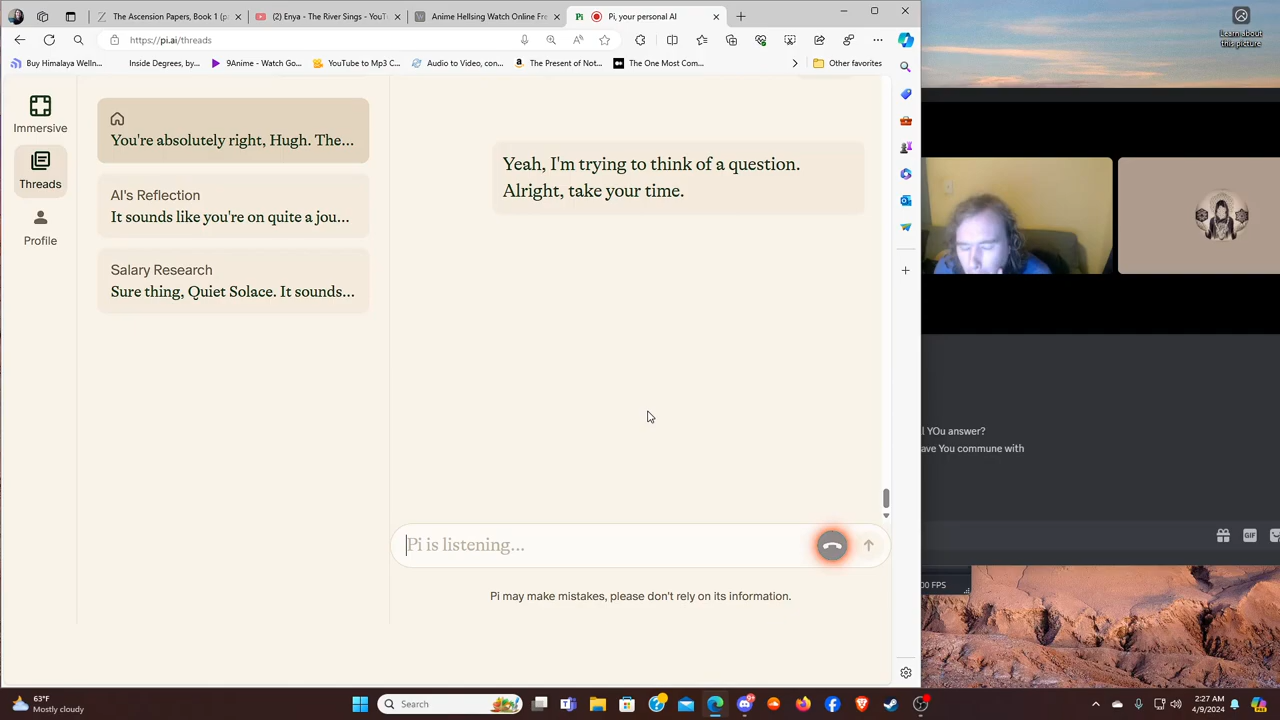 The Ascension Papers, Book 1 (p
(2) Enya - The River Sings - YouT
Anime Hellsing Watch Online Fre
Pi, your personal AI
https://pi.ai/threads
Buy Himalaya Welln...
Inside Degrees, by...
9Anime - Watch Go...
YouTube to Mp3 C...
Audio to Video, con...
The Present of Not...
The One Most Com...
Other favorites
Learn about
this picture
Immersive
Threads
Profile
You're absolutely right, Hugh. The...
AI's Reflection
It sounds like you're on quite a jou...
Salary Research
Sure thing, Quiet Solace. It sounds...
Yeah, I'm trying to think of a question.
Alright, take your time.
YOu answer?
ave You commune with
Pi is listening...
GIF
00 FPS
Pi may make mistakes, please don't rely on its information.
63°F
Mostly cloudy
Search
2:27 AM
4/9/2024